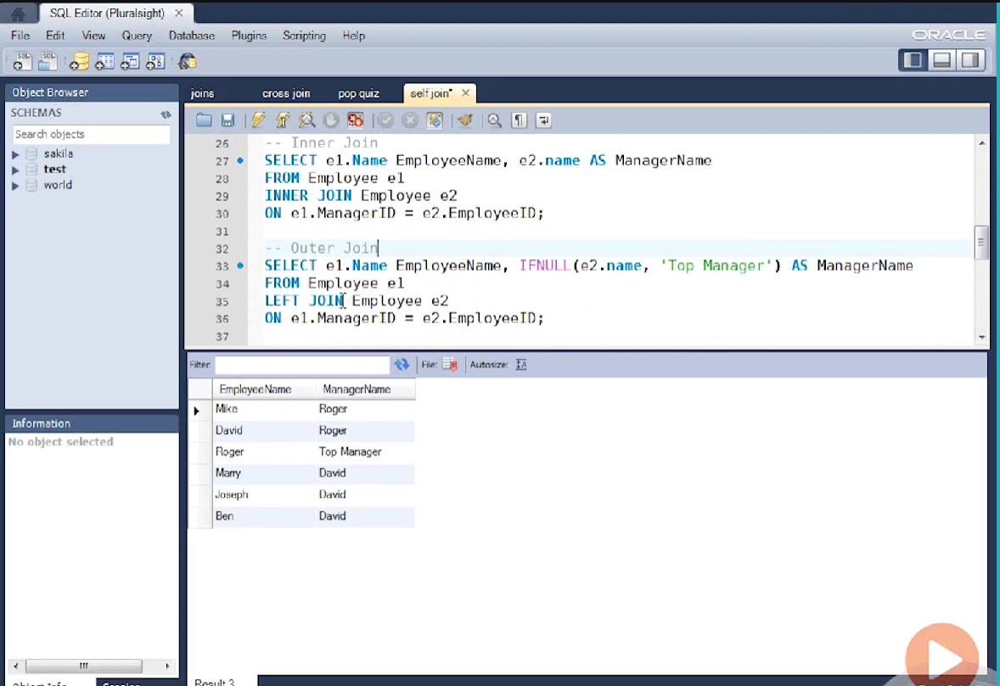 SQL Editor (Pluralsight)
File Edit View Query Database Plugins Scripting Help
ORACLE
Object Browser
SCHEMAS
Search objects
sakila
test
world
Information
No object selected
joins cross join pop quiz self join*
26 -- Inner Join
27 SELECT e1.Name EmployeeName, e2.name AS ManagerName
28 FROM Employee e1
29 INNER JOIN Employee e2
30 ON e1.ManagerID = e2.EmployeeID;
31
32 -- Outer Join
33 SELECT e1.Name EmployeeName, IFNULL(e2.name, 'Top Manager') AS ManagerName
34 FROM Employee e1
35 LEFT JOIN Employee e2
36 ON e1.ManagerID = e2.EmployeeID;
37
Filter: File: Autosize:
EmployeeName ManagerName
Mike Roger
David Roger
Roger Top Manager
Marry David
Joseph David
Ben David
Object Info Session
Result 3